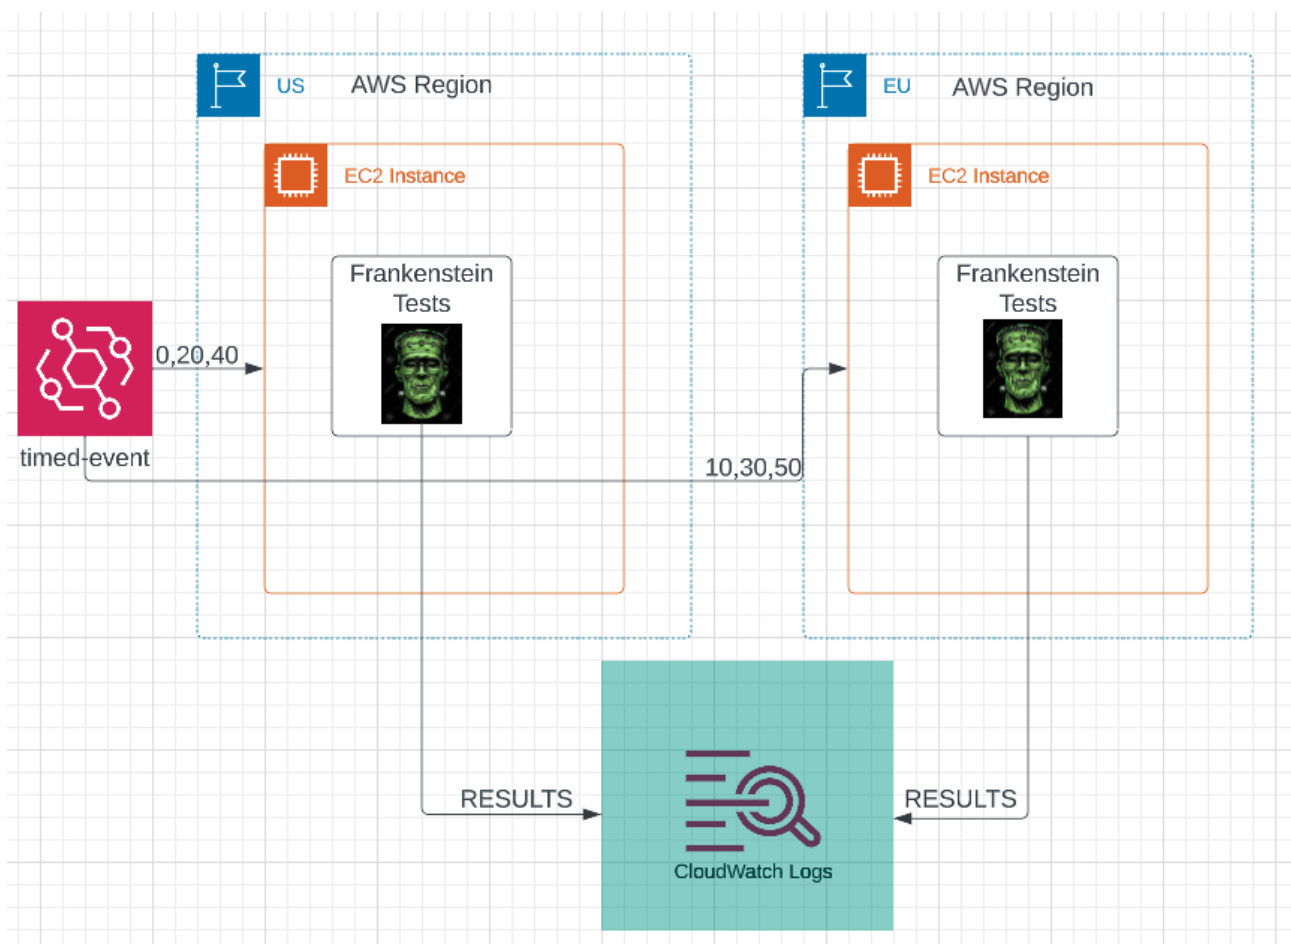 US
AWS Region
EC2 Instance
Frankenstein
Tests
0,20,40
timed-event
EU
AWS Region
EC2 Instance
Frankenstein
Tests
10,30,50
RESULTS
RESULTS
CloudWatch Logs